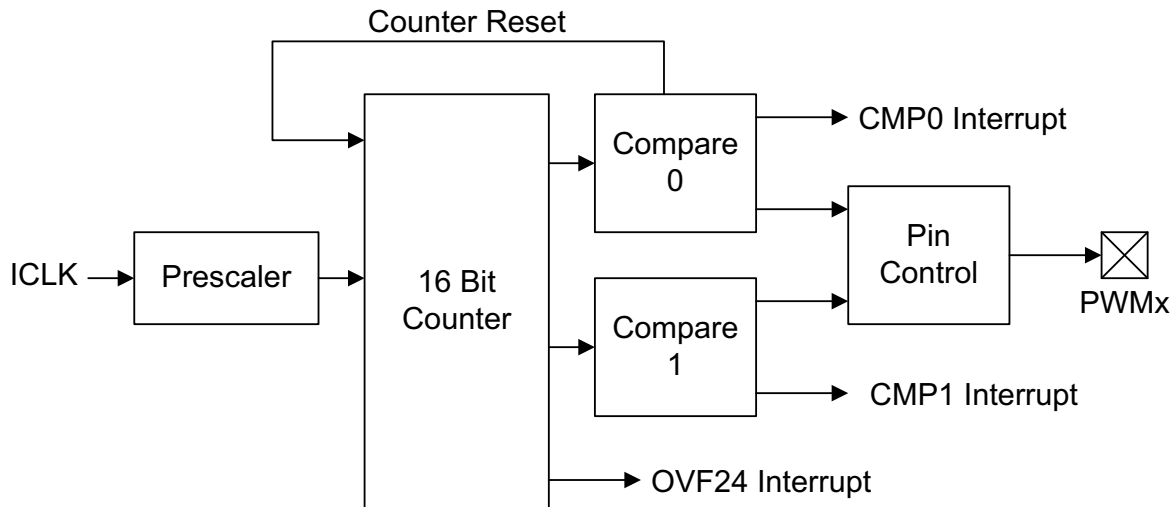 Counter Reset
CMP0 Interrupt
Compare
0
Pin
Control
ICLK
Prescaler
16 Bit
Counter
PWMx
Compare
1
CMP1 Interrupt
OVF24 Interrupt